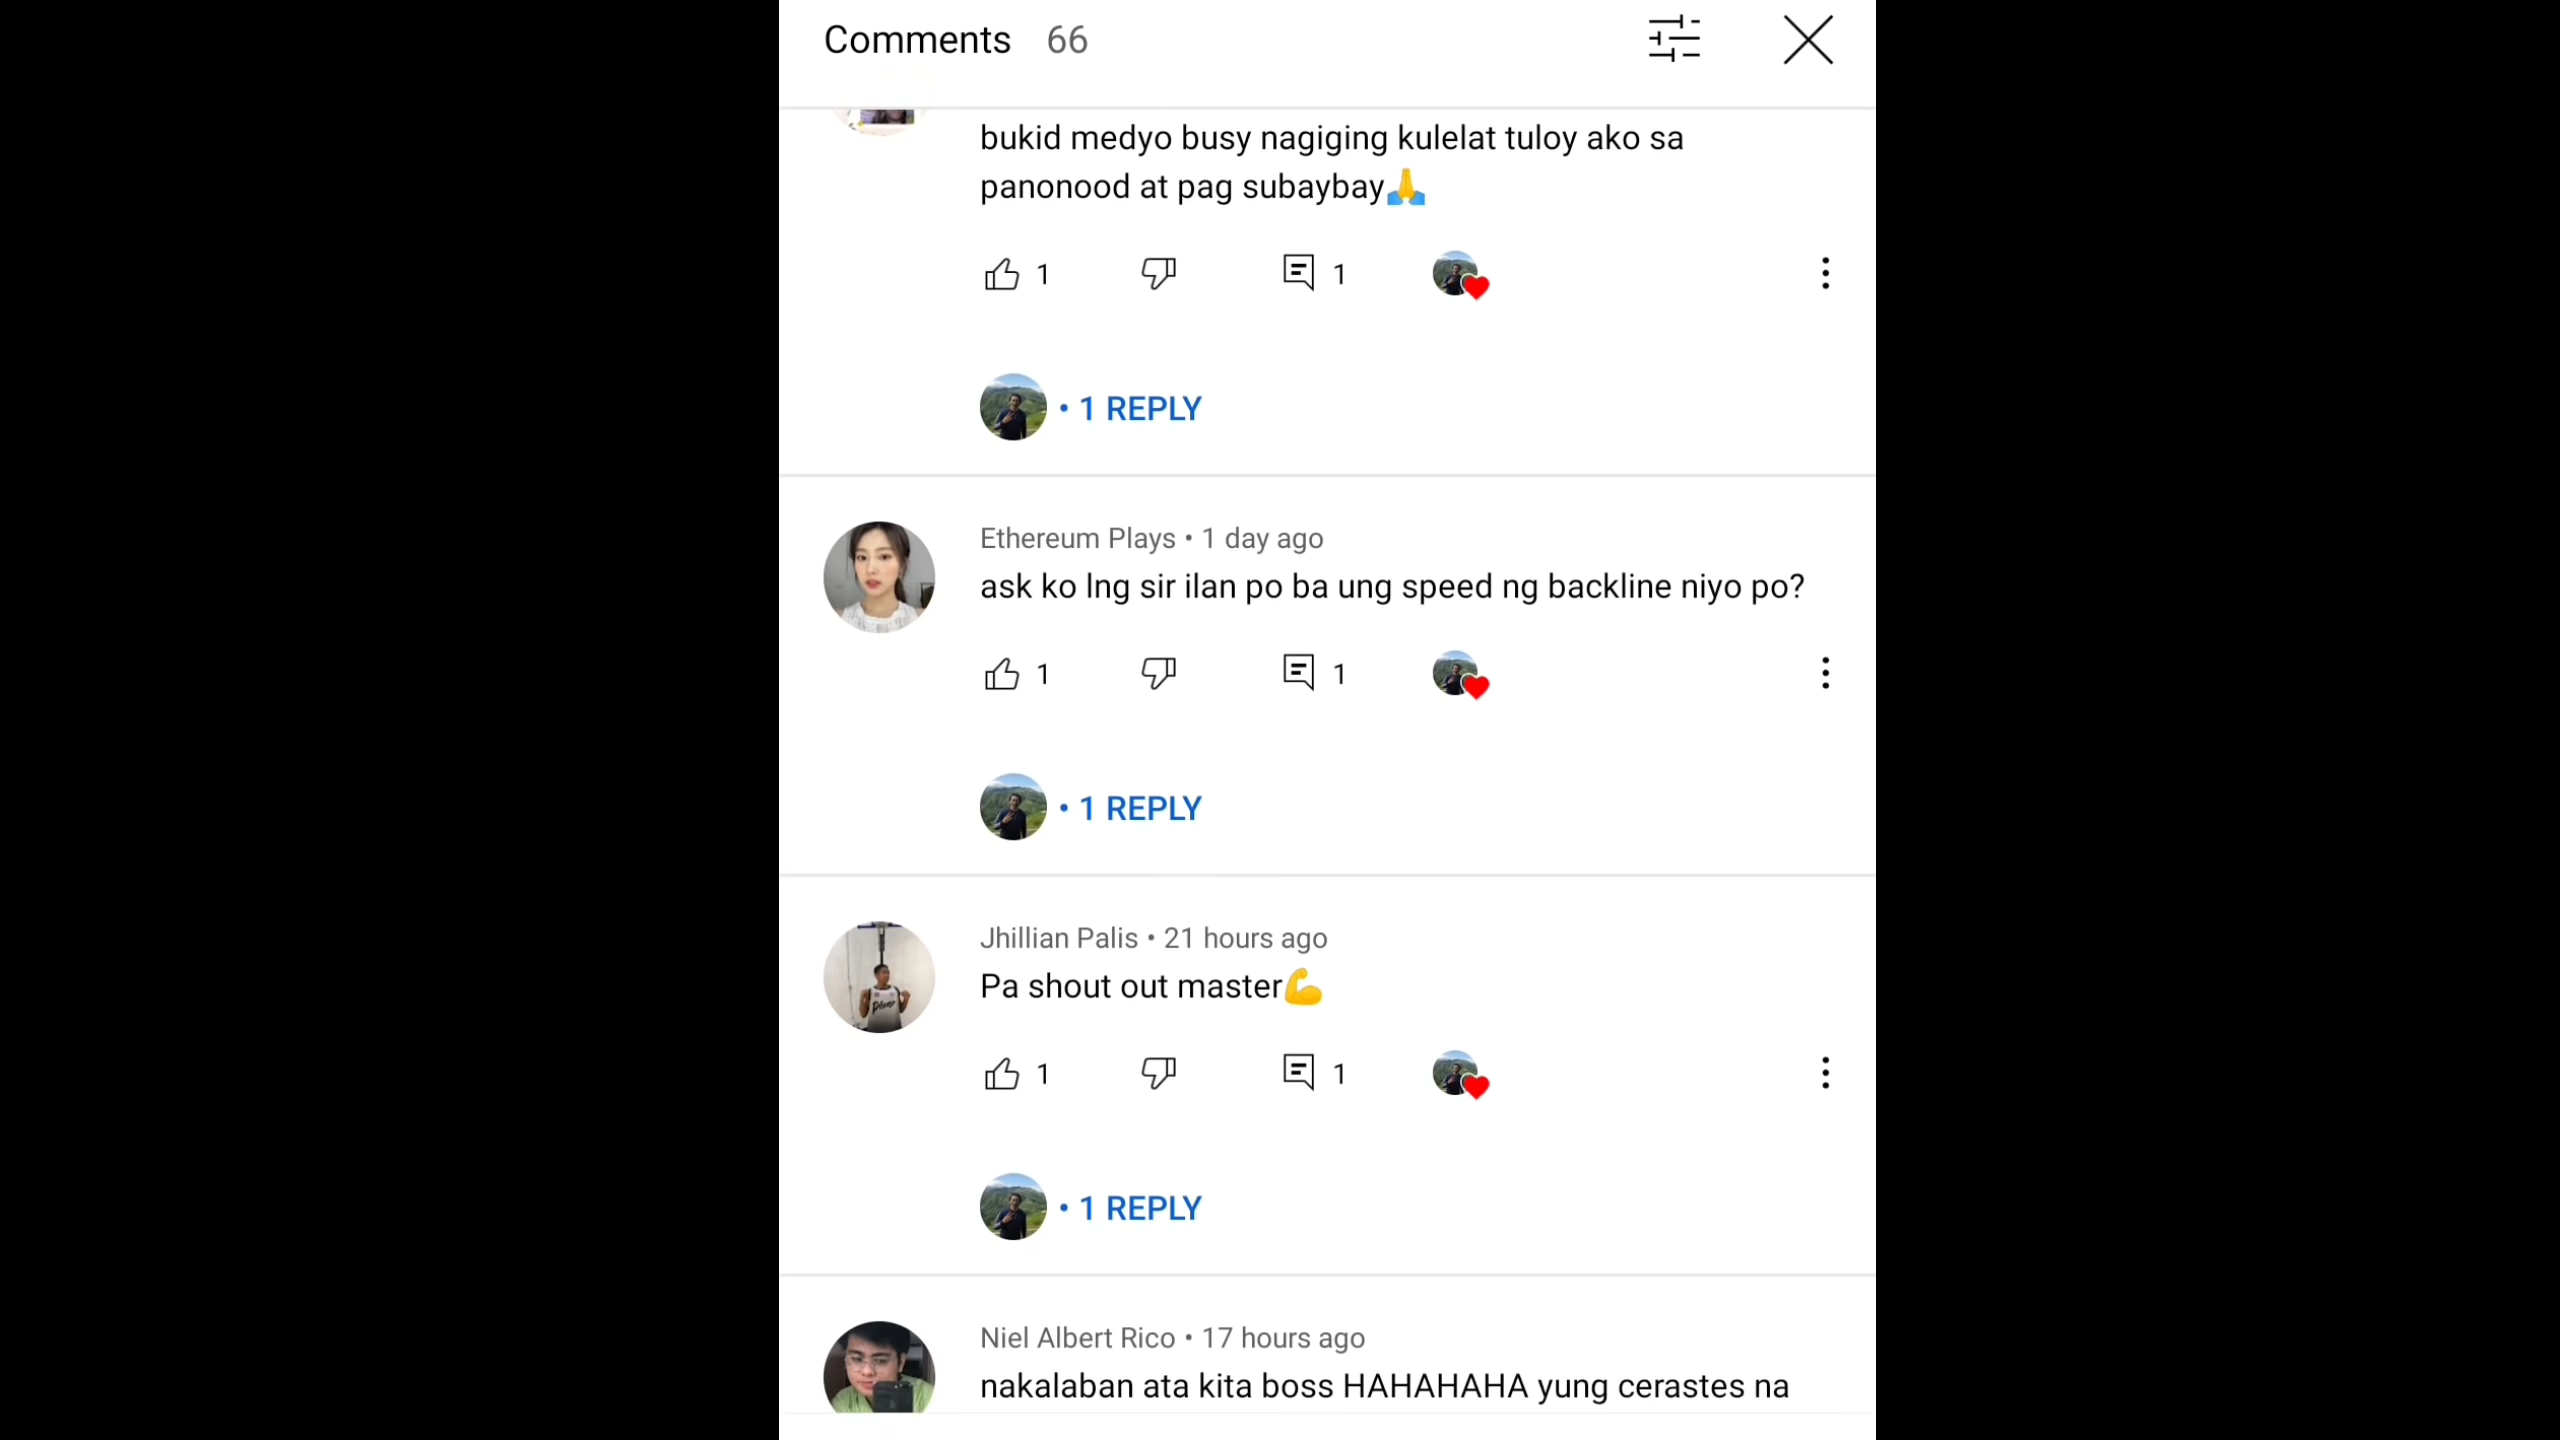 Comments 66
bukid medyo busy nagiging kulelat tuloy ako sa
panonood at pag subaybay🙏
1 1
• 1 REPLY
Ethereum Plays • 1 day ago
ask ko lng sir ilan po ba ung speed ng backline niyo po?
1 1
• 1 REPLY
Jhillian Palis • 21 hours ago
Pa shout out master💪
1 1
• 1 REPLY
Niel Albert Rico • 17 hours ago
nakalaban ata kita boss HAHAHAHA yung cerastes na